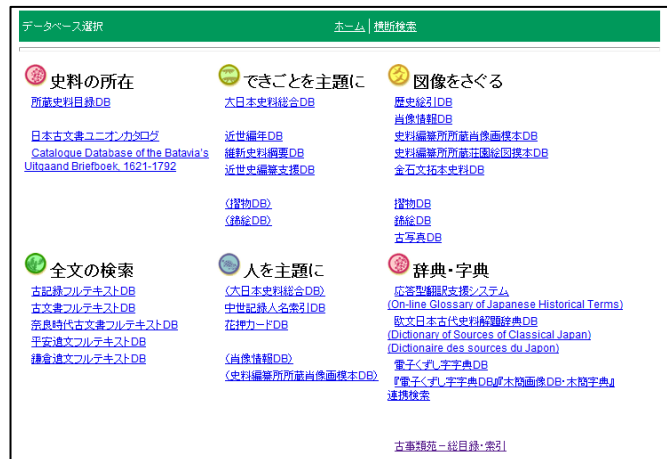 データベース選択
ホーム│横断検索
史料の所在
所蔵史料目録DB
日本古文書ユニオンカタログ
Catalogue Database of the Batavia's
Uitgaand Briefboek, 1621-1792
できごとを主題に
大日本史料総合DB
近世編年DB
維新史料綱要DB
近世史編纂支援DB
〈摺物DB〉
〈錦絵DB〉
図像をさぐる
歴史絵引DB
肖像情報DB
史料編纂所所蔵肖像画模本DB
史料編纂所所蔵荘園絵図摸本DB
金石文拓本史料DB
摺物DB
錦絵DB
古写真DB
全文の検索
古記録フルテキストDB
古文書フルテキストDB
奈良時代古文書フルテキストDB
平安遺文フルテキストDB
鎌倉遺文フルテキストDB
人を主題に
〈大日本史料総合DB〉
中世記録人名索引DB
花押カードDB
〈肖像情報DB〉
〈史料編纂所所蔵肖像画模本DB〉
辞典・字典
応答型翻訳支援システム
(On-line Glossary of Japanese Historical Terms)
欧文日本古代史料解題辞典DB
(Dictionary of Sources of Classical Japan)
(Dictionaire des sources du Japon)
電子くずし字字典DB
『電子くずし字字典DB』『木簡画像DB・木簡字典』
連携検索
古事類苑－総目録・索引